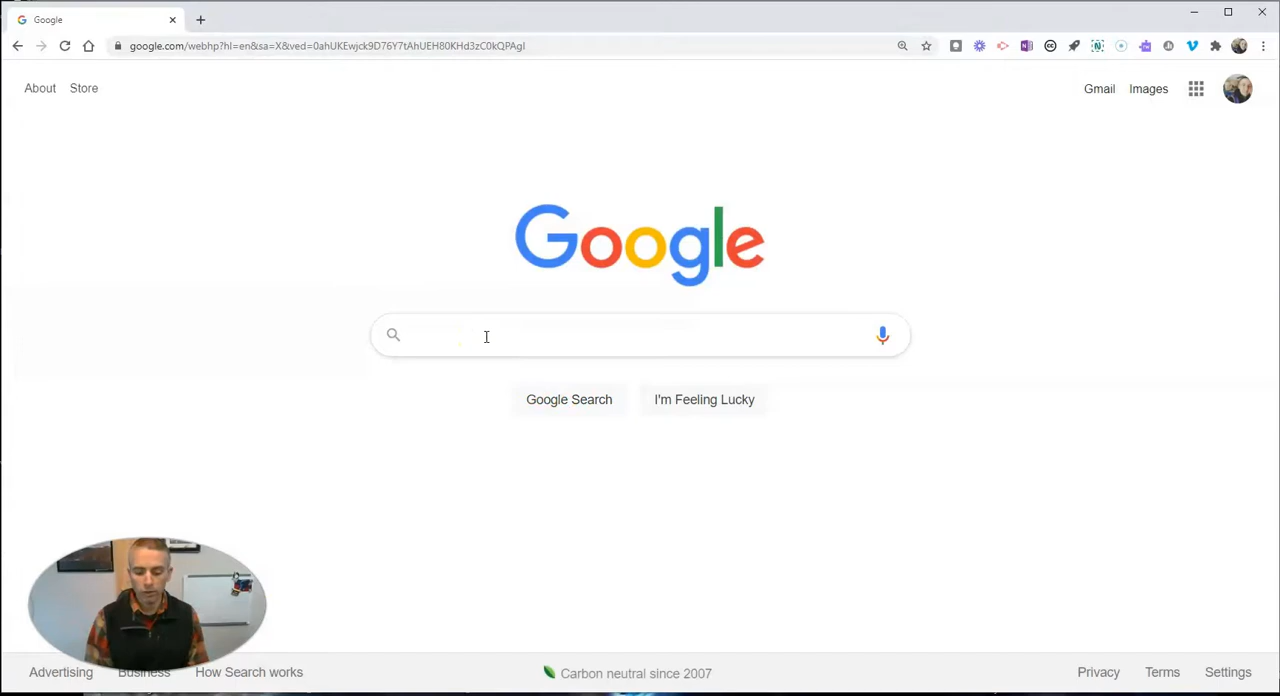 Google
google.com/webhp?hl=en&sa=X&ved=0ahUKEwjck9D76Y7tAhUEH80KHd3zC0kQPAgI
About Store
Gmail Images
Google
Google Search I'm Feeling Lucky
Advertising Business How Search works
Carbon neutral since 2007
Privacy Terms Settings